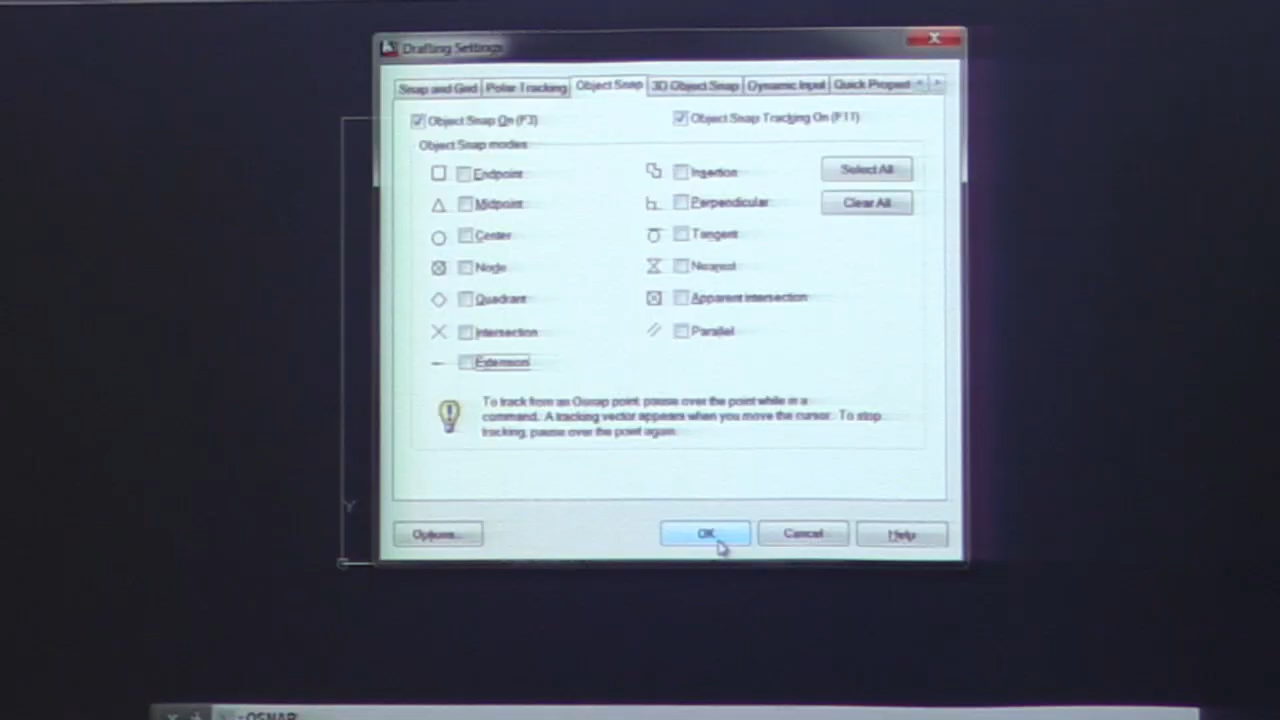 Drafting Settings
Snap and Grid Polar Tracking Object Snap 3D Object Snap Dynamic Input Quick Propert
Object Snap On (F3)
Object Snap Tracking On (F11)
Object Snap modes
Endpoint
Midpoint
Center
Node
Quadrant
Intersection
Extension
Insertion
Perpendicular
Tangent
Nearest
Apparent intersection
Parallel
Select All
Clear All
To track from an Osnap point, pause over the point while in a
command. A tracking vector appears when you move the cursor. To stop
tracking, pause over the point again.
Options...
OK
Cancel
Help
Y
OSNAP